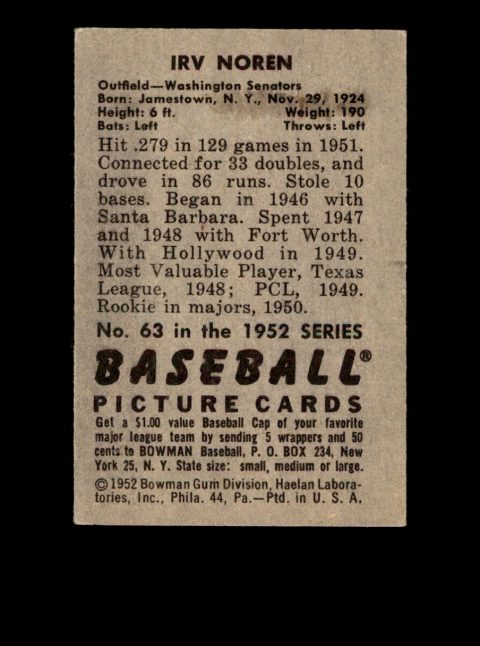 IRV NOREN
Outfield—Washington Senators
Born: Jamestown, N. Y., Nov. 29, 1924
Height: 6 ft. Weight: 190
Bats: Left Throws: Left
Hit .279 in 129 games in 1951.
Connected for 33 doubles, and
drove in 86 runs. Stole 10
bases. Began in 1946 with
Santa Barbara. Spent 1947
and 1948 with Fort Worth.
With Hollywood in 1949.
Most Valuable Player, Texas
League, 1948; PCL, 1949.
Rookie in majors, 1950.
No. 63 in the 1952 SERIES
BASEBALL®
PICTURE CARDS
Get a $1.00 value Baseball Cap of your favorite
major league team by sending 5 wrappers and 50
cents to BOWMAN Baseball, P. O. BOX 234, New
York 25, N. Y. State size: small, medium or large.
©1952 Bowman Gum Division, Haelan Labora-
tories, Inc., Phila. 44, Pa.—Ptd. in U. S. A.